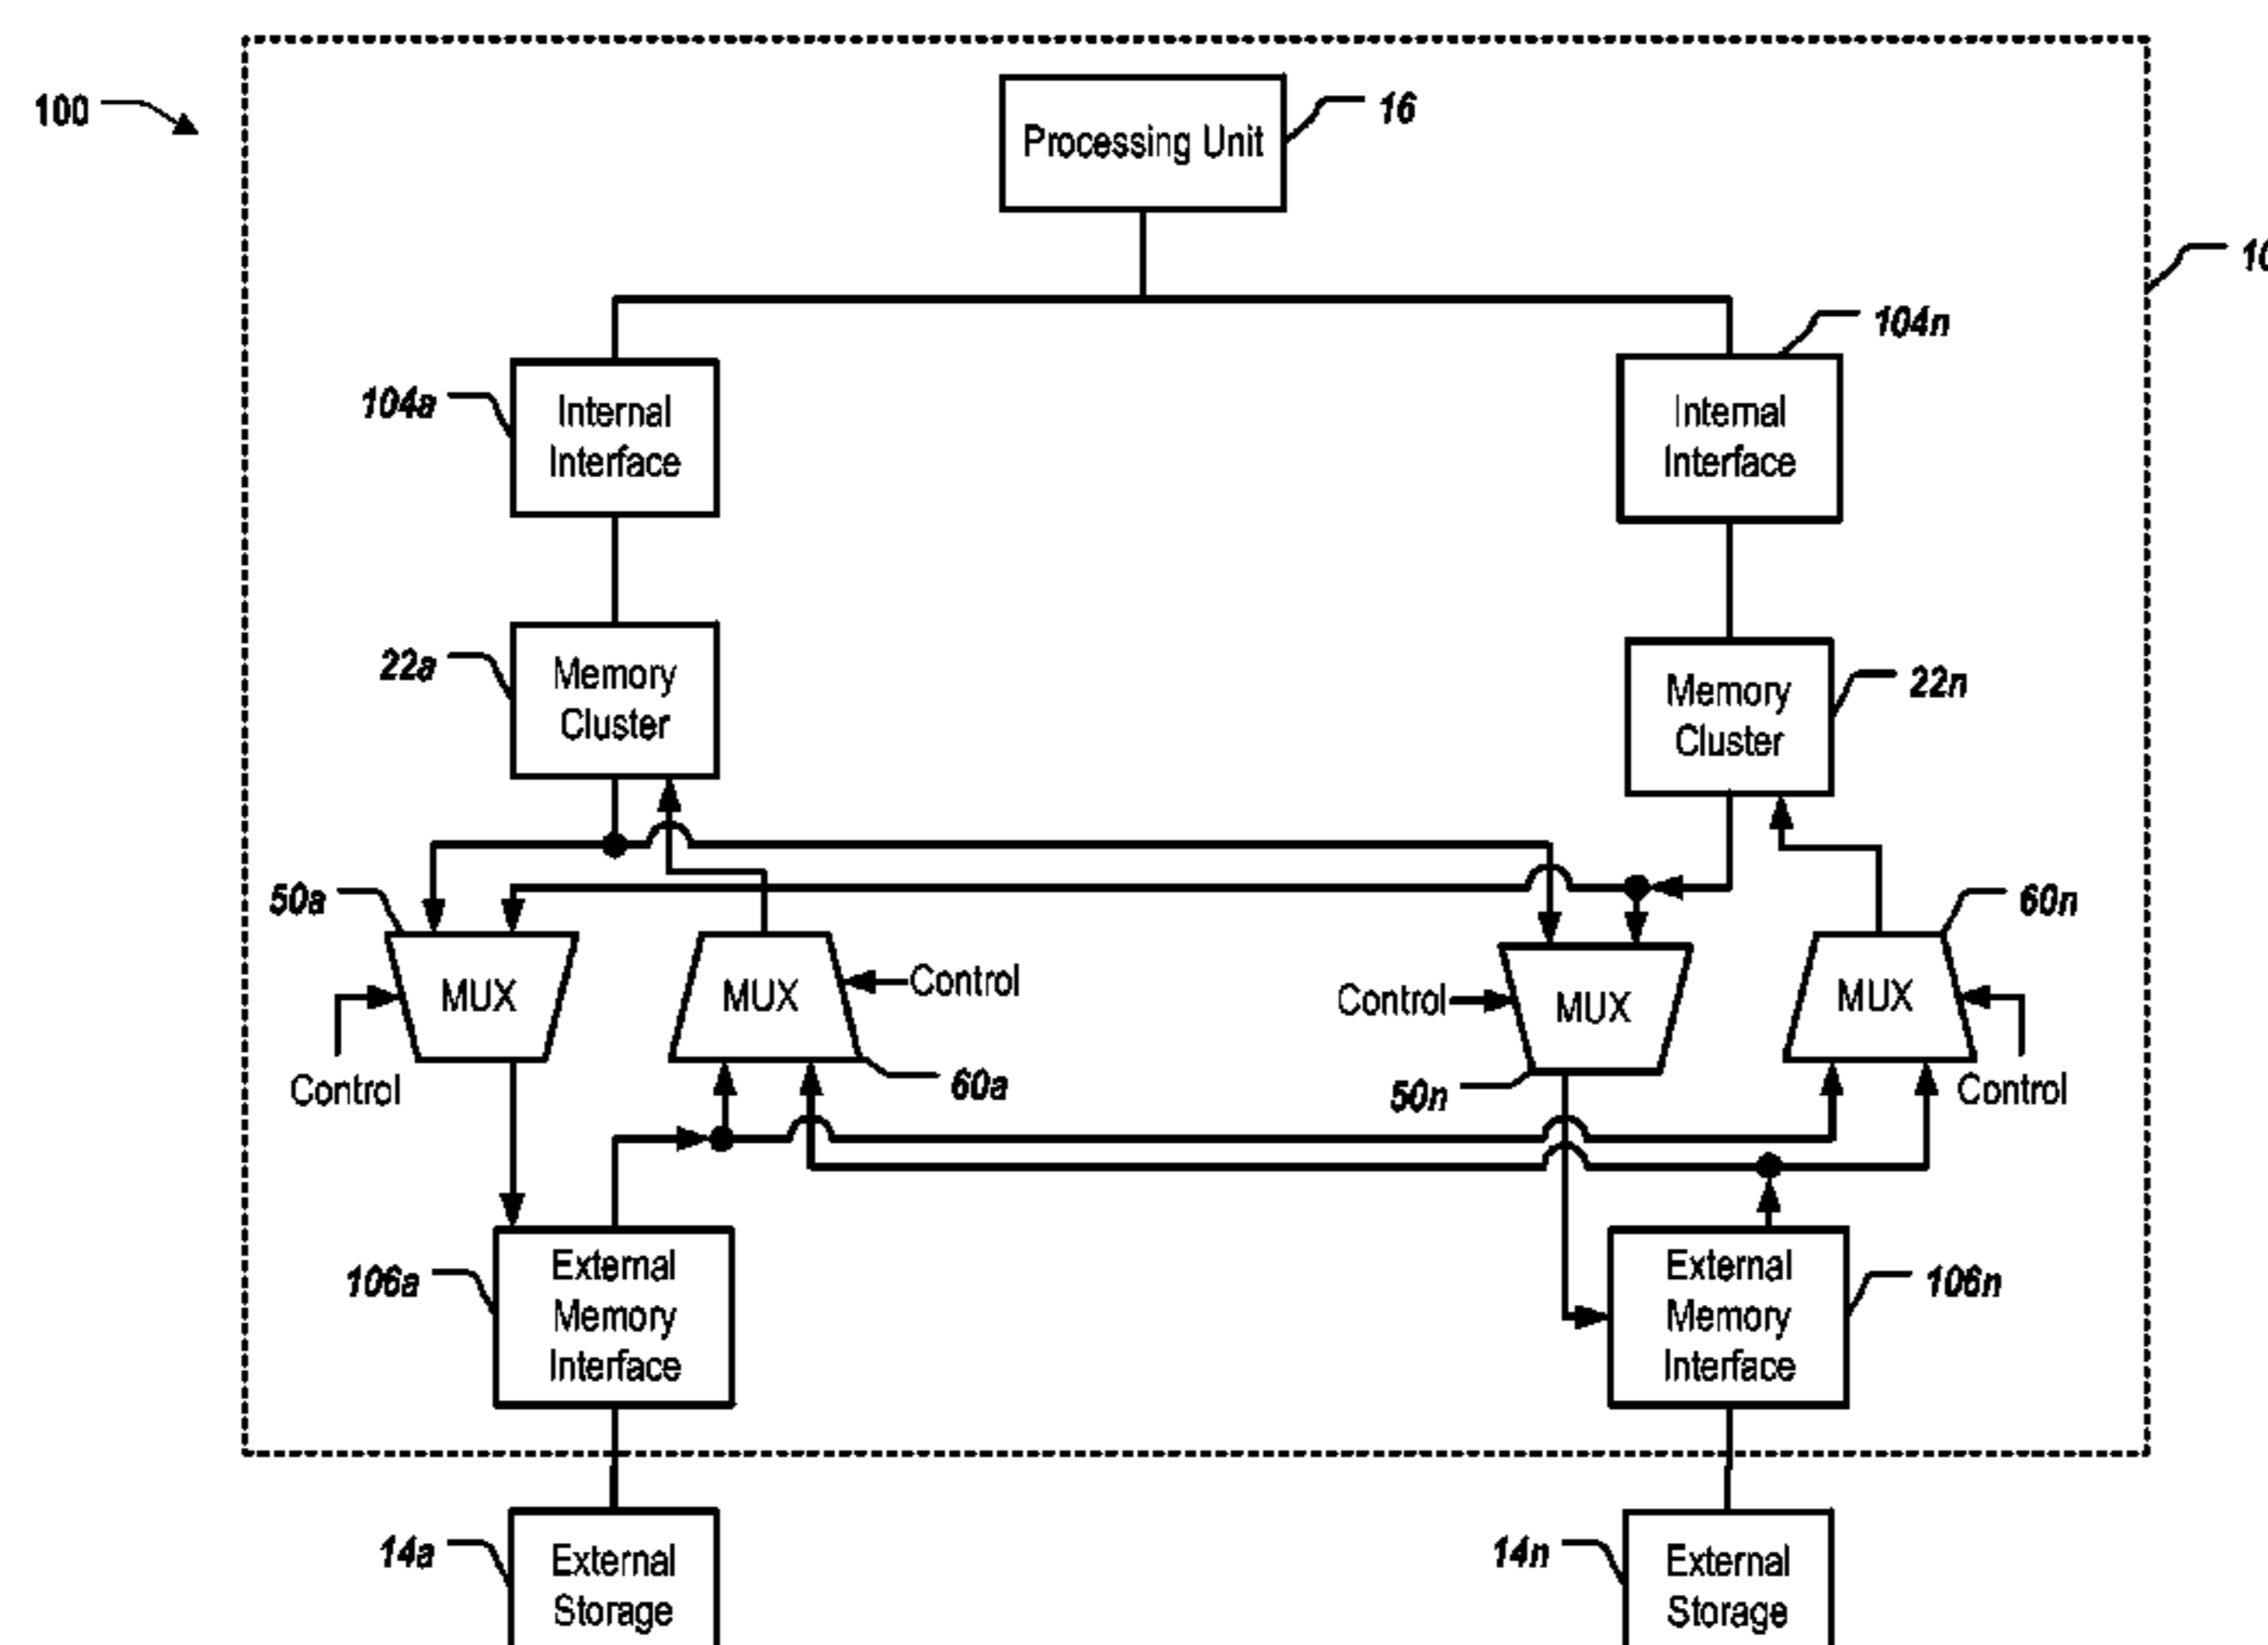 100
Processing Unit
16
10
104n
104a
Internal
Interface
Internal
Interface
22a
Memory
Cluster
Memory
Cluster
22n
50a
60n
MUX
MUX
Control
Control
MUX
MUX
Control
60a
50n
Control
106a
External
Memory
Interface
External
Memory
Interface
106n
14a
External
Storage
14n
External
Storage